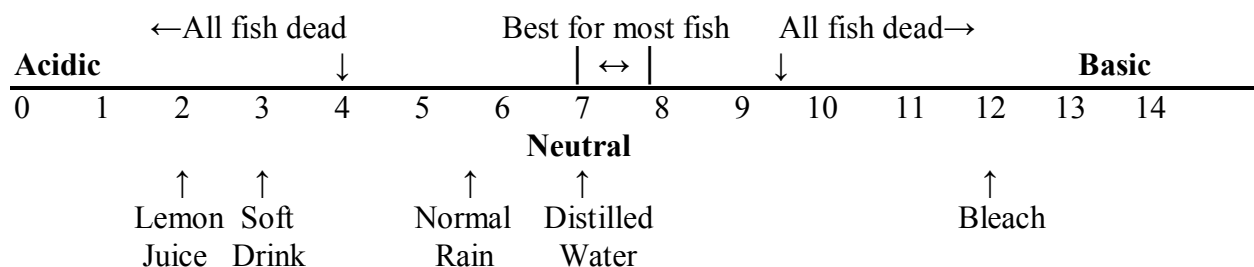 ←All fish dead Best for most fish All fish dead→
Acidic ↓ | ↔ | ↓ Basic
0 1 2 3 4 5 6 7 8 9 10 11 12 13 14
Neutral
↑ ↑ ↑ ↑ ↑
Lemon Soft Normal Distilled Bleach
Juice Drink Rain Water